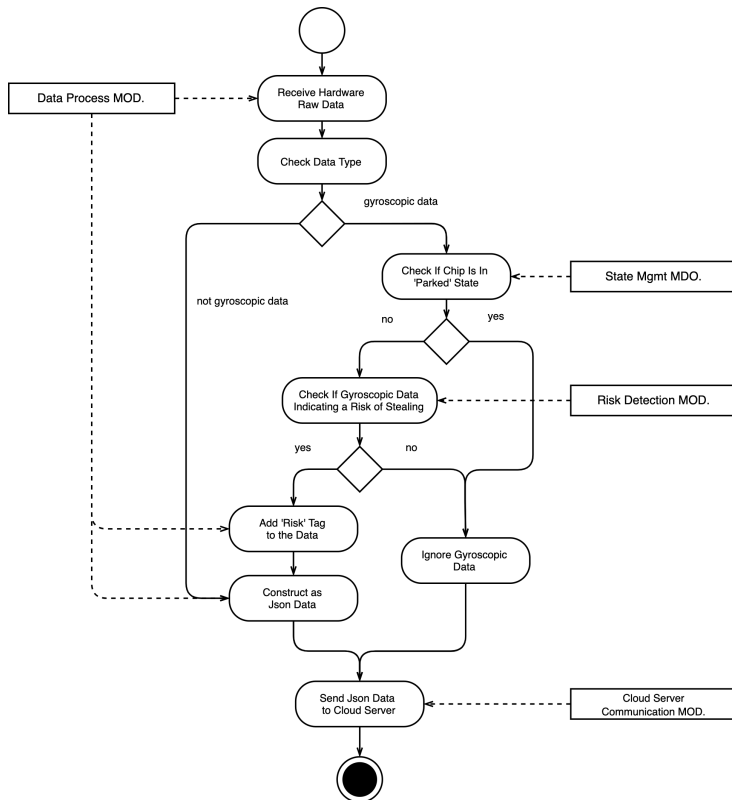 Receive Hardware
Raw Data
Data Process MOD.
Check Data Type
gyroscopic data
Check If Chip Is In
'Parked' State
State Mgmt MDO.
not gyroscopic data
no
yes
Check If Gyroscopic Data
Indicating a Risk of Stealing
Risk Detection MOD.
yes
no
Add 'Risk' Tag
to the Data
Ignore Gyroscopic
Data
Construct as
Json Data
Send Json Data
to Cloud Server
Cloud Server
Communication MOD.